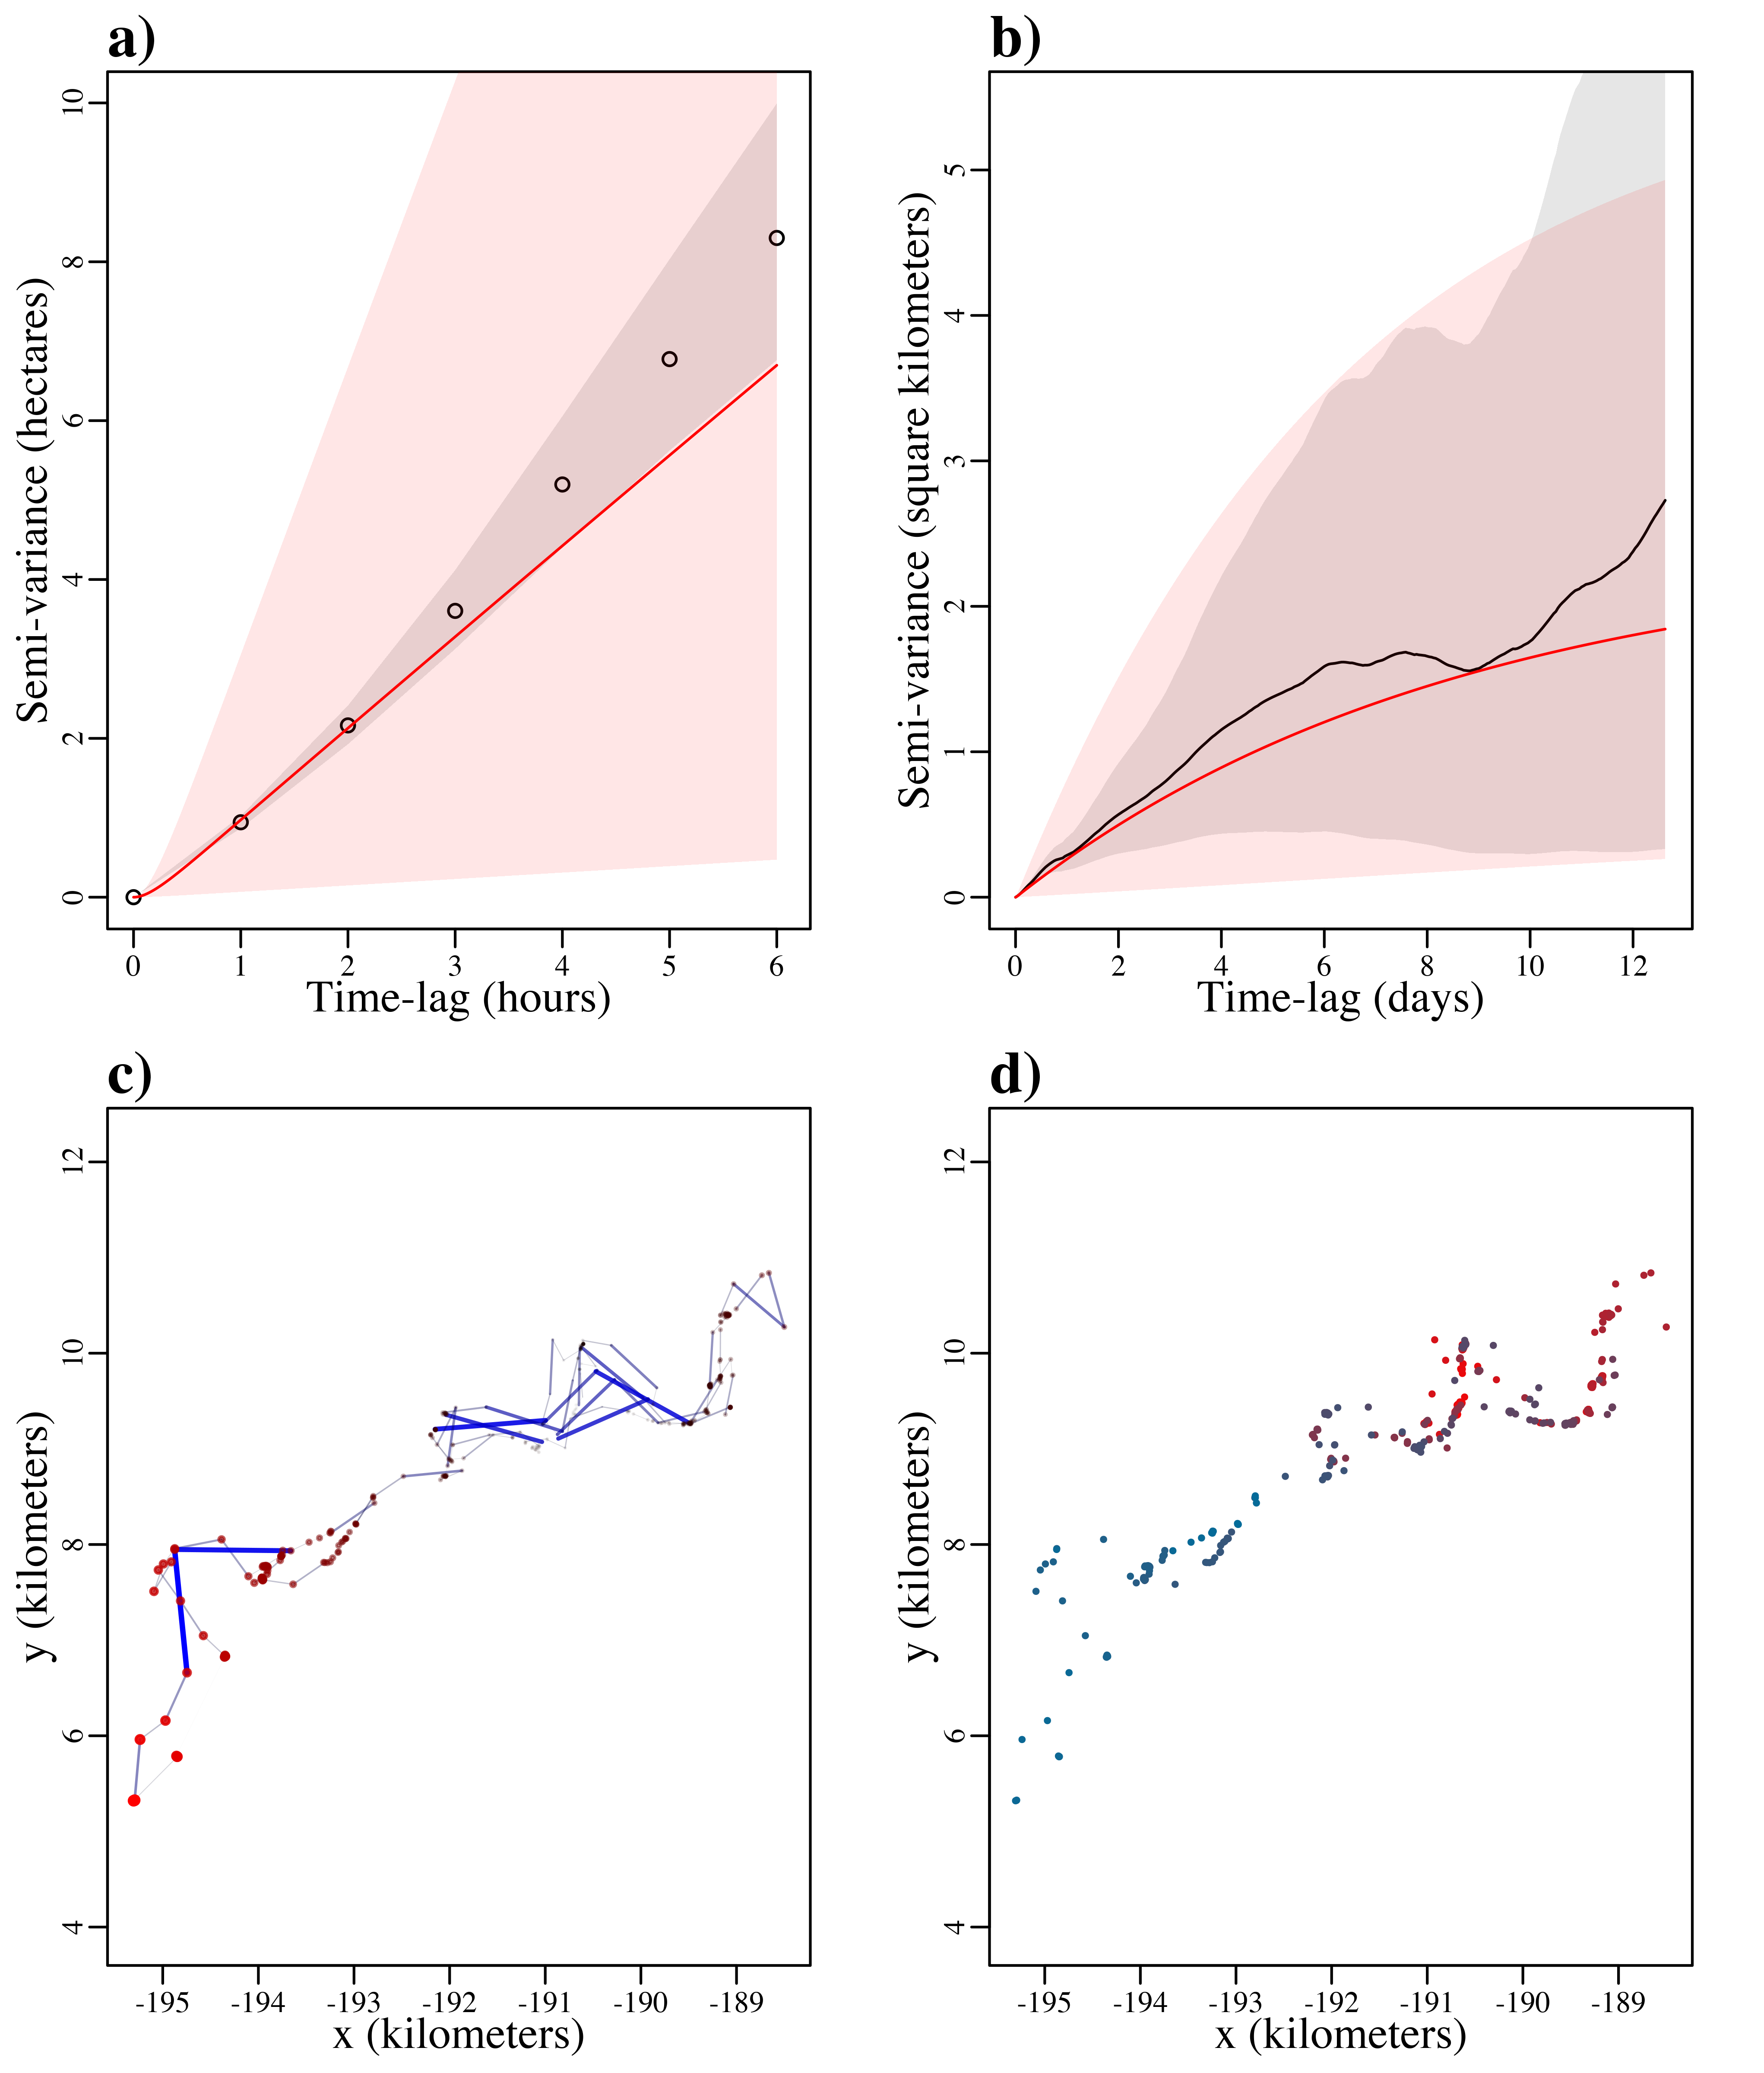 a)
Semi-variance (hectares)
0 2 4 6 8 10
0 1 2 3 4 5 6
Time-lag (hours)
b)
Semi-variance (square kilometers)
0 1 2 3 4 5
0 2 4 6 8 10 12
Time-lag (days)
c)
y (kilometers)
4 6 8 10 12
-195 -194 -193 -192 -191 -190 -189
x (kilometers)
d)
y (kilometers)
4 6 8 10 12
-195 -194 -193 -192 -191 -190 -189
x (kilometers)